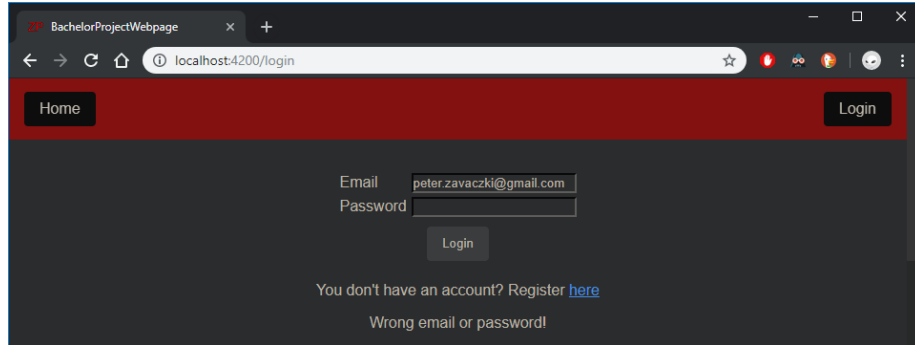 ZP BachelorProjectWebpage
localhost:4200/login
Home Login
Email peter.zavaczki@gmail.com
Password
Login
You don't have an account? Register here
Wrong email or password!